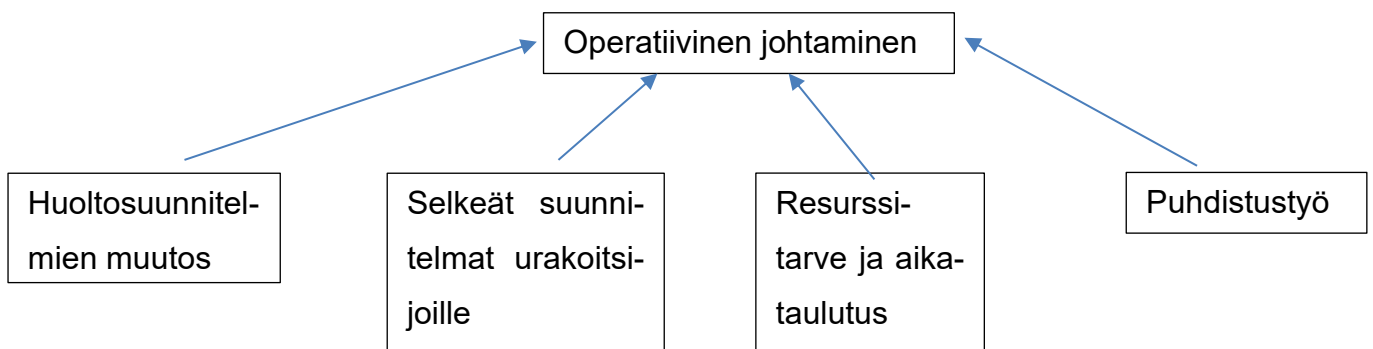 Operatiivinen johtaminen
Huoltosuunnitel-
mien muutos
Selkeät suunni-
telmat urakoitsi-
joille
Resurssi-
tarve ja aika-
taulutus
Puhdistustyö